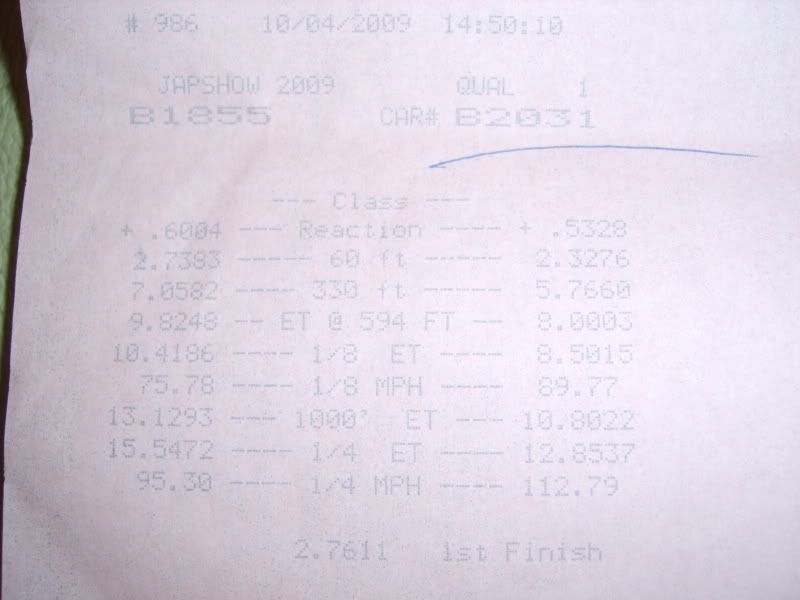 # 986 10/04/2009 14:50:10
JAPSHOW 2009 QUAL 1
B1855 CAR# B2031
--- Class ---
+ .6004 --- Reaction ---- + .5328
2.7383 ----- 60 ft ----- 2.3276
7.0582 ---- 330 ft ----- 5.7660
9.8248 -- ET @ 594 FT -- 8.0003
10.4186 ---- 1/8 ET ---- 8.5015
75.78 ---- 1/8 MPH ---- 89.77
13.1293 --- 1000' ET --- 10.8022
15.5472 ---- 1/4 ET ---- 12.8537
95.30 ---- 1/4 MPH ---- 112.79
2.7611 1st Finish